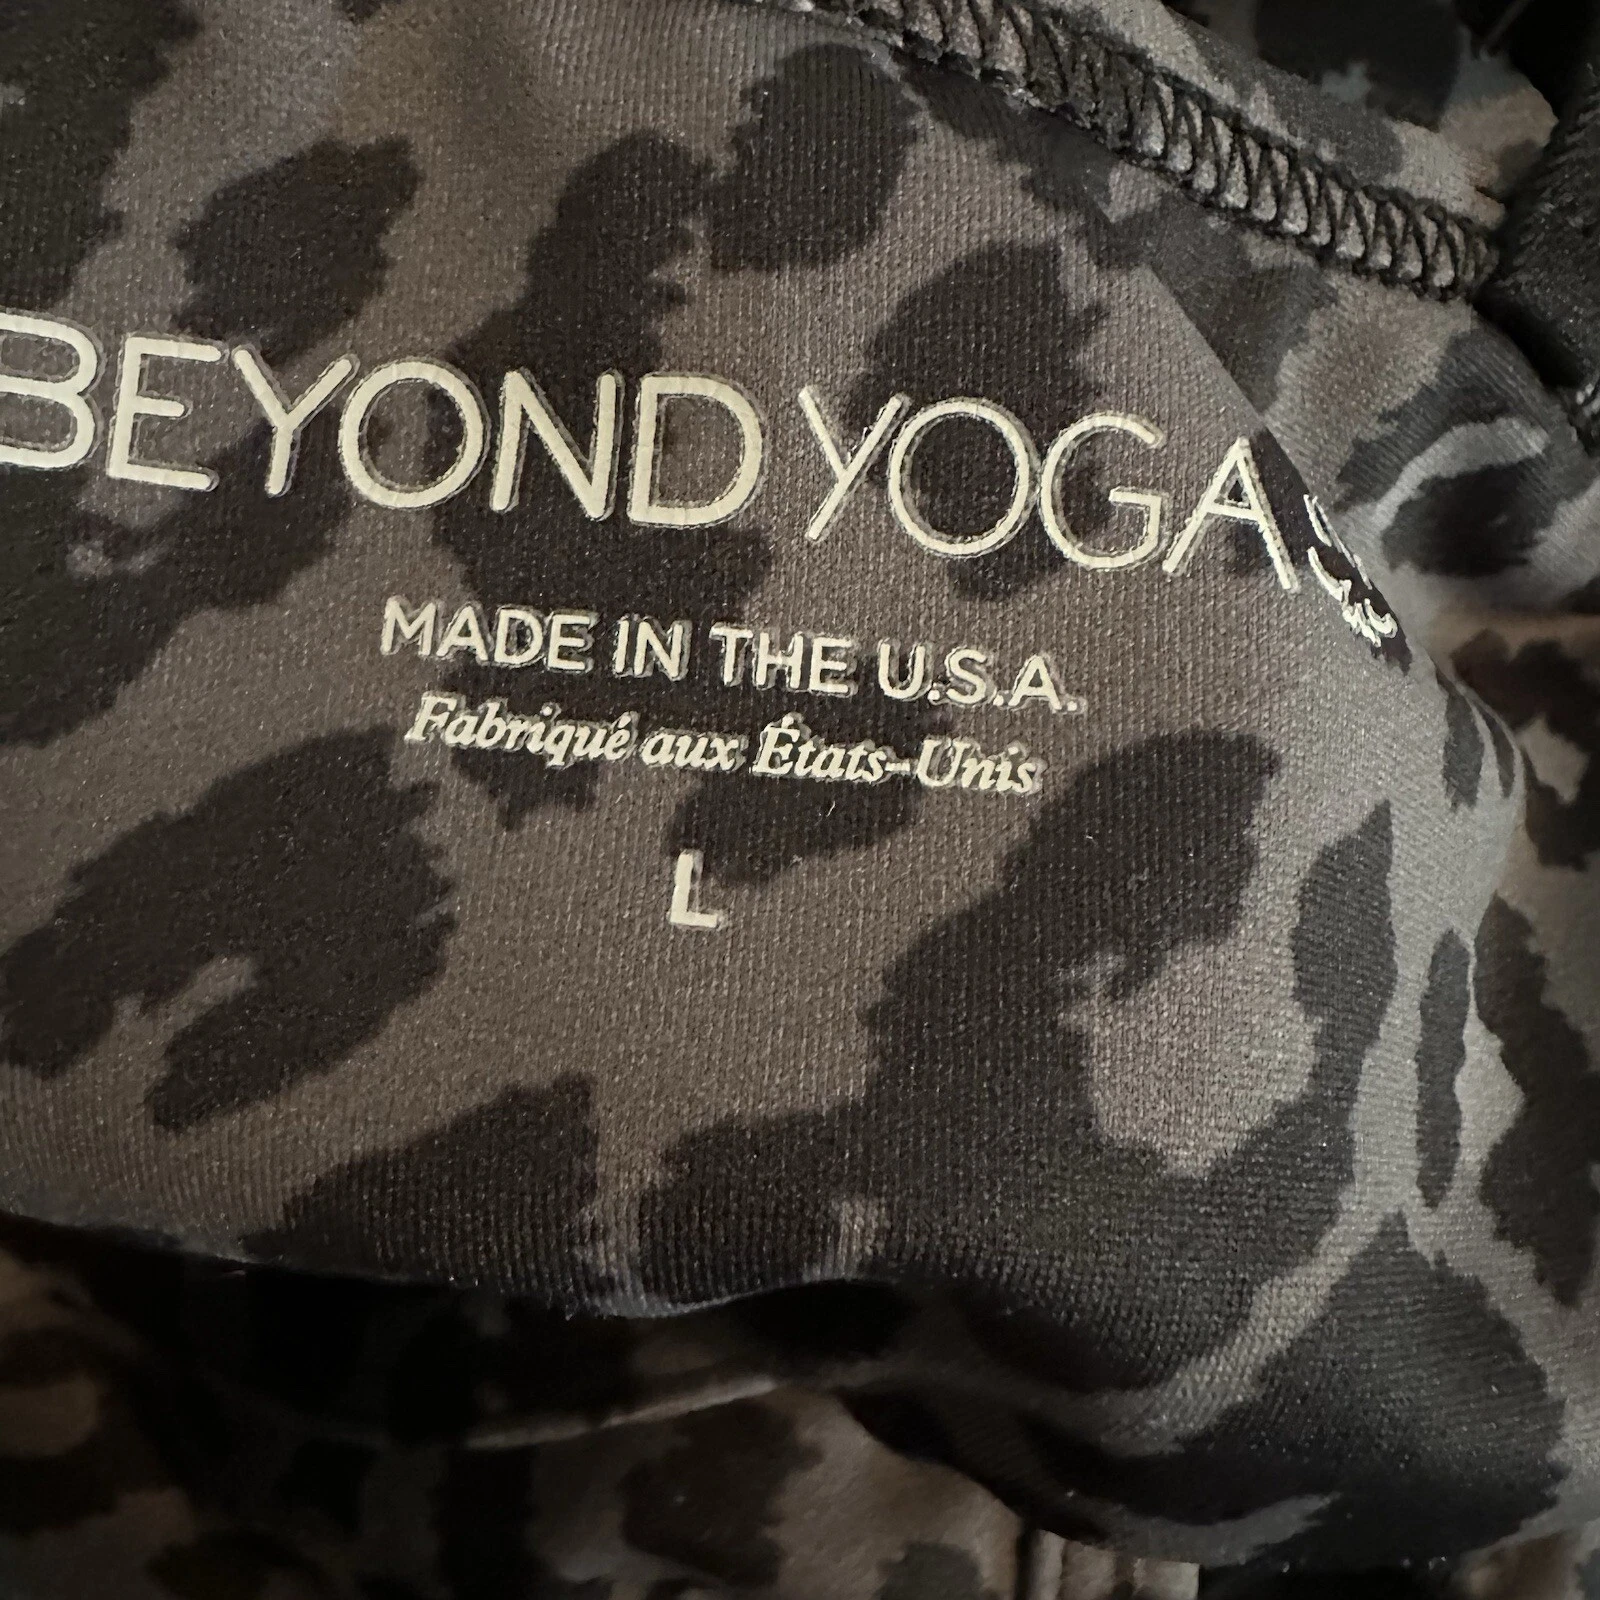 BEYOND YOGA
MADE IN THE U.S.A.
Fabriqué aux États-Unis
L